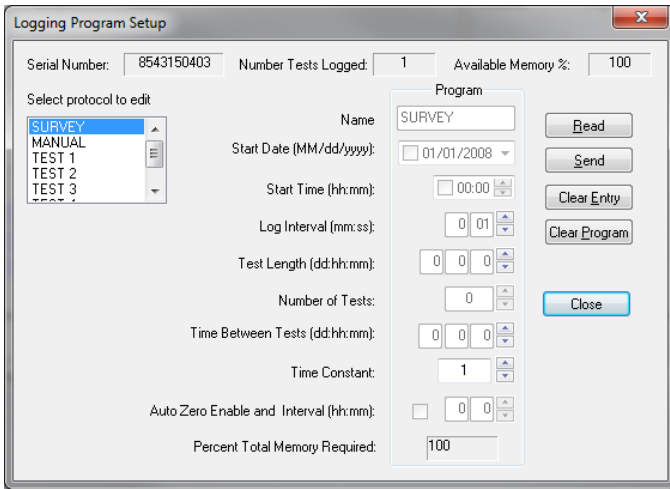 Logging Program Setup
Serial Number: 8543150403 Number Tests Logged: 1 Available Memory %: 100
Select protocol to edit
SURVEY
MANUAL
TEST 1
TEST 2
TEST 3
Program
Name SURVEY
Start Date (MM/dd/yyyy): 01/01/2008
Start Time (hh:mm): 00:00
Log Interval (mm:ss): 0 01
Test Length (dd:hh:mm): 0 0 0
Number of Tests: 0
Time Between Tests (dd:hh:mm): 0 0 0
Time Constant: 1
Auto Zero Enable and Interval (hh:mm): 0 0
Percent Total Memory Required: 100
Read
Send
Clear Entry
Clear Program
Close